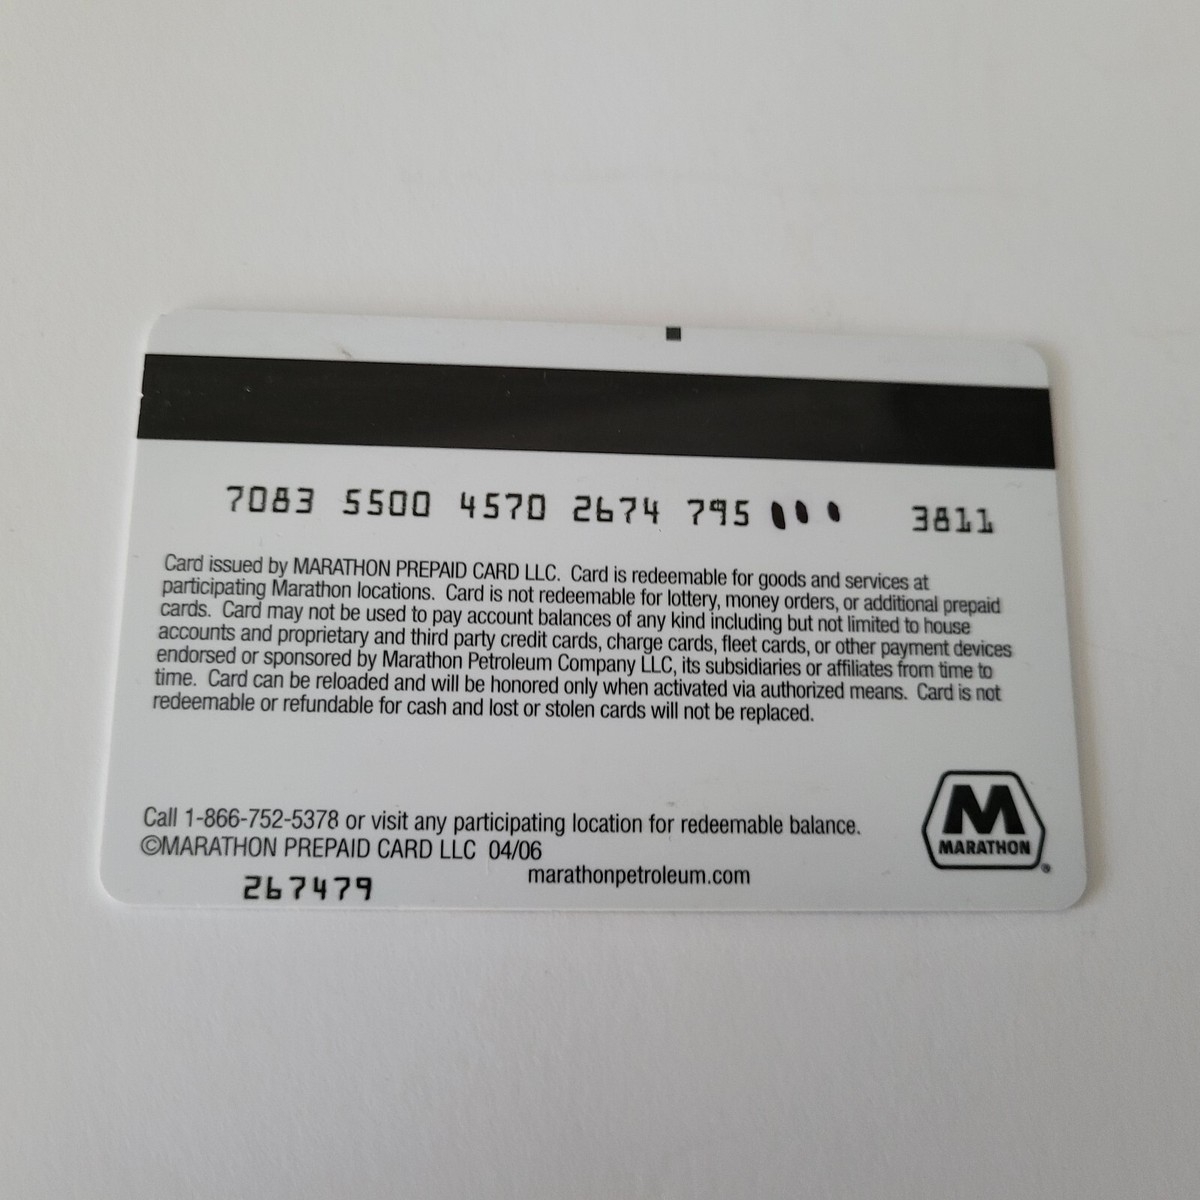 7083 5500 4570 2674 795 3811
Card issued by MARATHON PREPAID CARD LLC. Card is redeemable for goods and services at
participating Marathon locations. Card is not redeemable for lottery, money orders, or additional prepaid
cards. Card may not be used to pay account balances of any kind including but not limited to house
accounts and proprietary and third party credit cards, charge cards, fleet cards, or other payment devices
endorsed or sponsored by Marathon Petroleum Company LLC, its subsidiaries or affiliates from time to
time. Card can be reloaded and will be honored only when activated via authorized means. Card is not
redeemable or refundable for cash and lost or stolen cards will not be replaced.
Call 1-866-752-5378 or visit any participating location for redeemable balance.
©MARATHON PREPAID CARD LLC 04/06
marathonpetroleum.com
267479
M
MARATHON
®